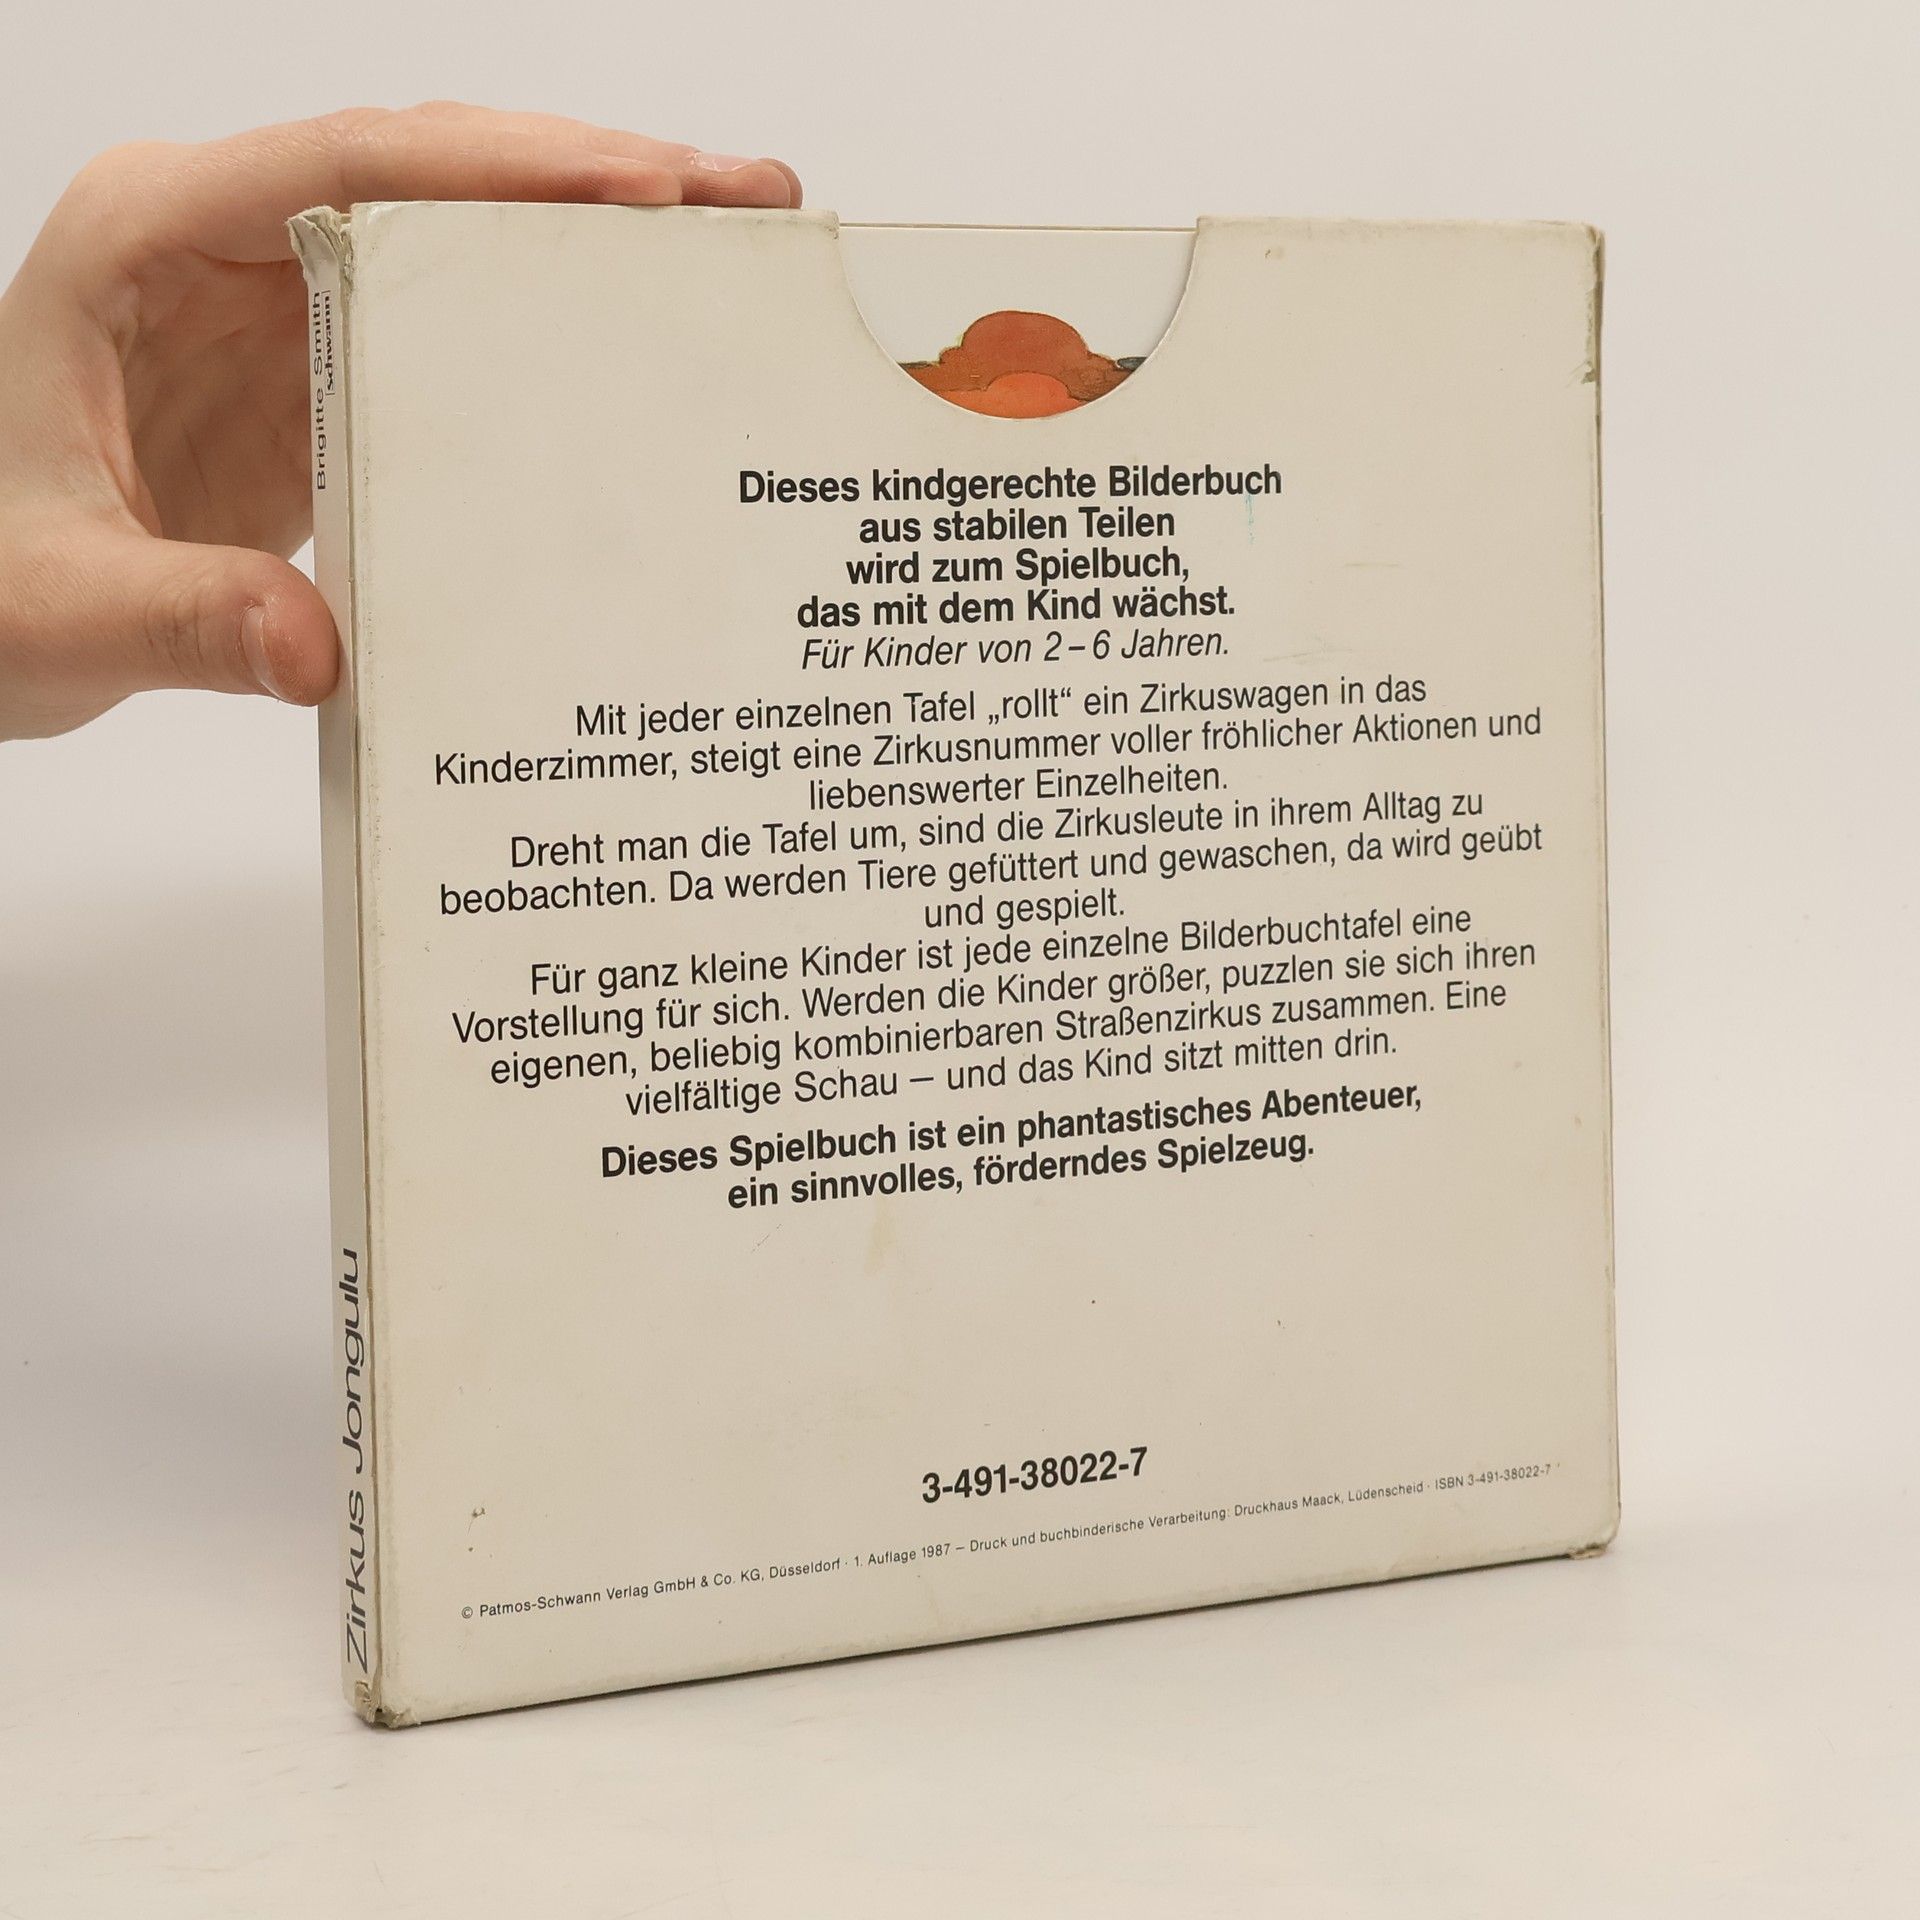 Brigitte Smith
schwann
Zirkus Jongulu
Dieses kindgerechte Bilderbuch
aus stabilen Teilen
wird zum Spielbuch,
das mit dem Kind wächst.
Für Kinder von 2–6 Jahren.
Mit jeder einzelnen Tafel „rollt“ ein Zirkuswagen in das
Kinderzimmer, steigt eine Zirkusnummer voller fröhlicher Aktionen und
liebenswerter Einzelheiten.
Dreht man die Tafel um, sind die Zirkusleute in ihrem Alltag zu
beobachten. Da werden Tiere gefüttert und gewaschen, da wird geübt
und gespielt.
Für ganz kleine Kinder ist jede einzelne Bilderbuchtafel eine
Vorstellung für sich. Werden die Kinder größer, puzzlen sie sich ihren
eigenen, beliebig kombinierbaren Straßenzirkus zusammen. Eine
vielfältige Schau – und das Kind sitzt mitten drin.
Dieses Spielbuch ist ein phantastisches Abenteuer,
ein sinnvolles, förderndes Spielzeug.
3-491-38022-7
© Patmos-Schwann Verlag GmbH & Co. KG, Düsseldorf · 1. Auflage 1987 – Druck und buchbinderische Verarbeitung: Druckhaus Maack, Lüdenscheid · ISBN 3-491-38022-7